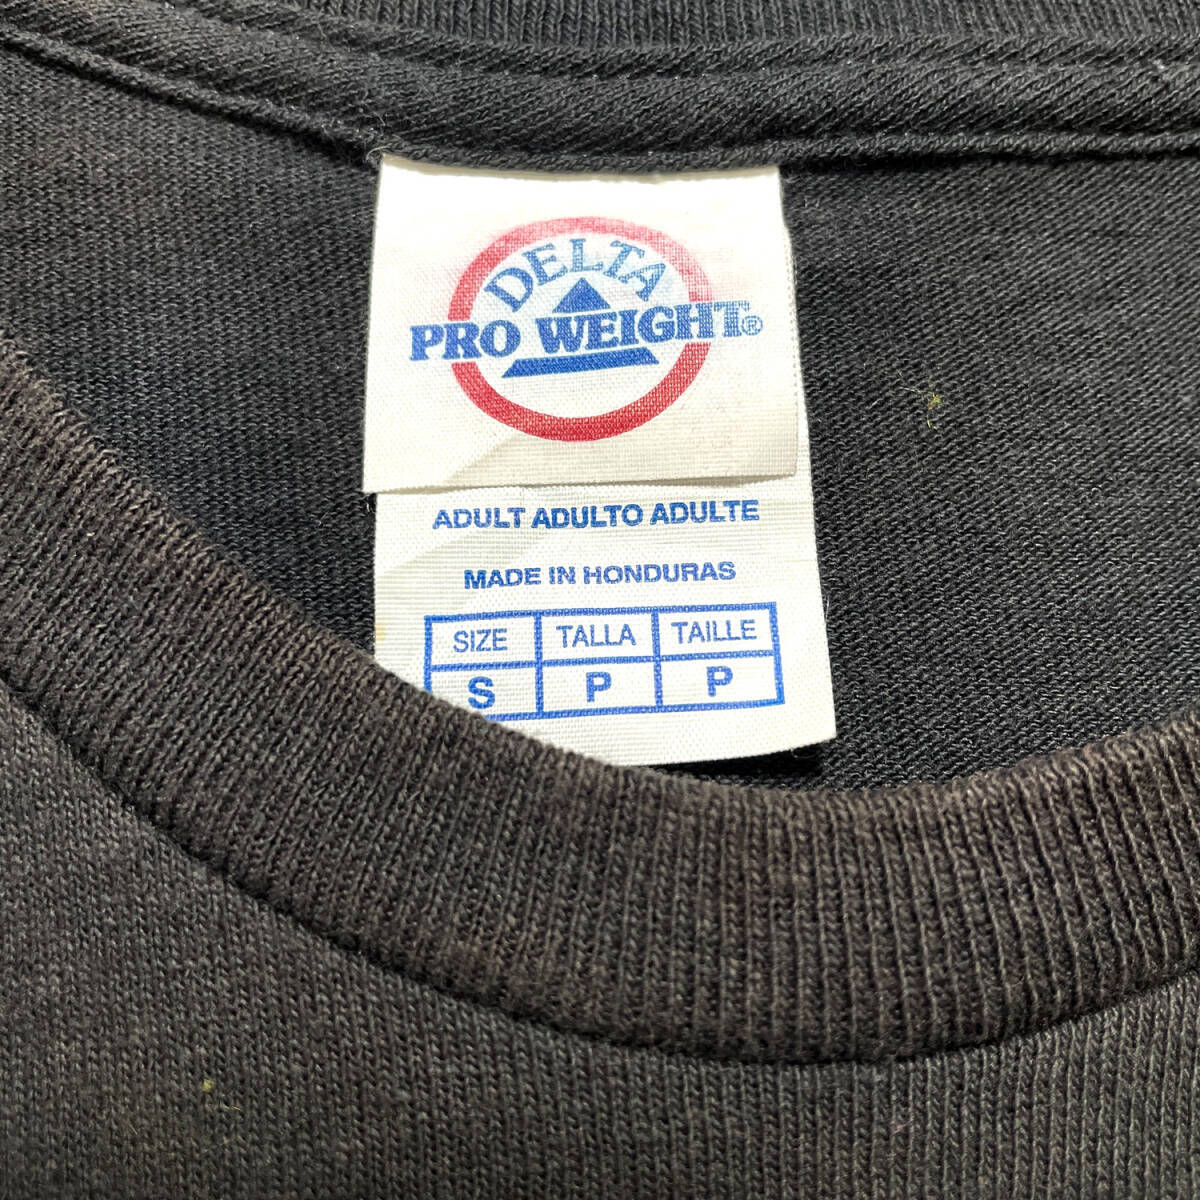 DELTA
PRO WEIGHT®
ADULT ADULTO ADULTE
MADE IN HONDURAS
SIZE TALLA TAILLE
S P P